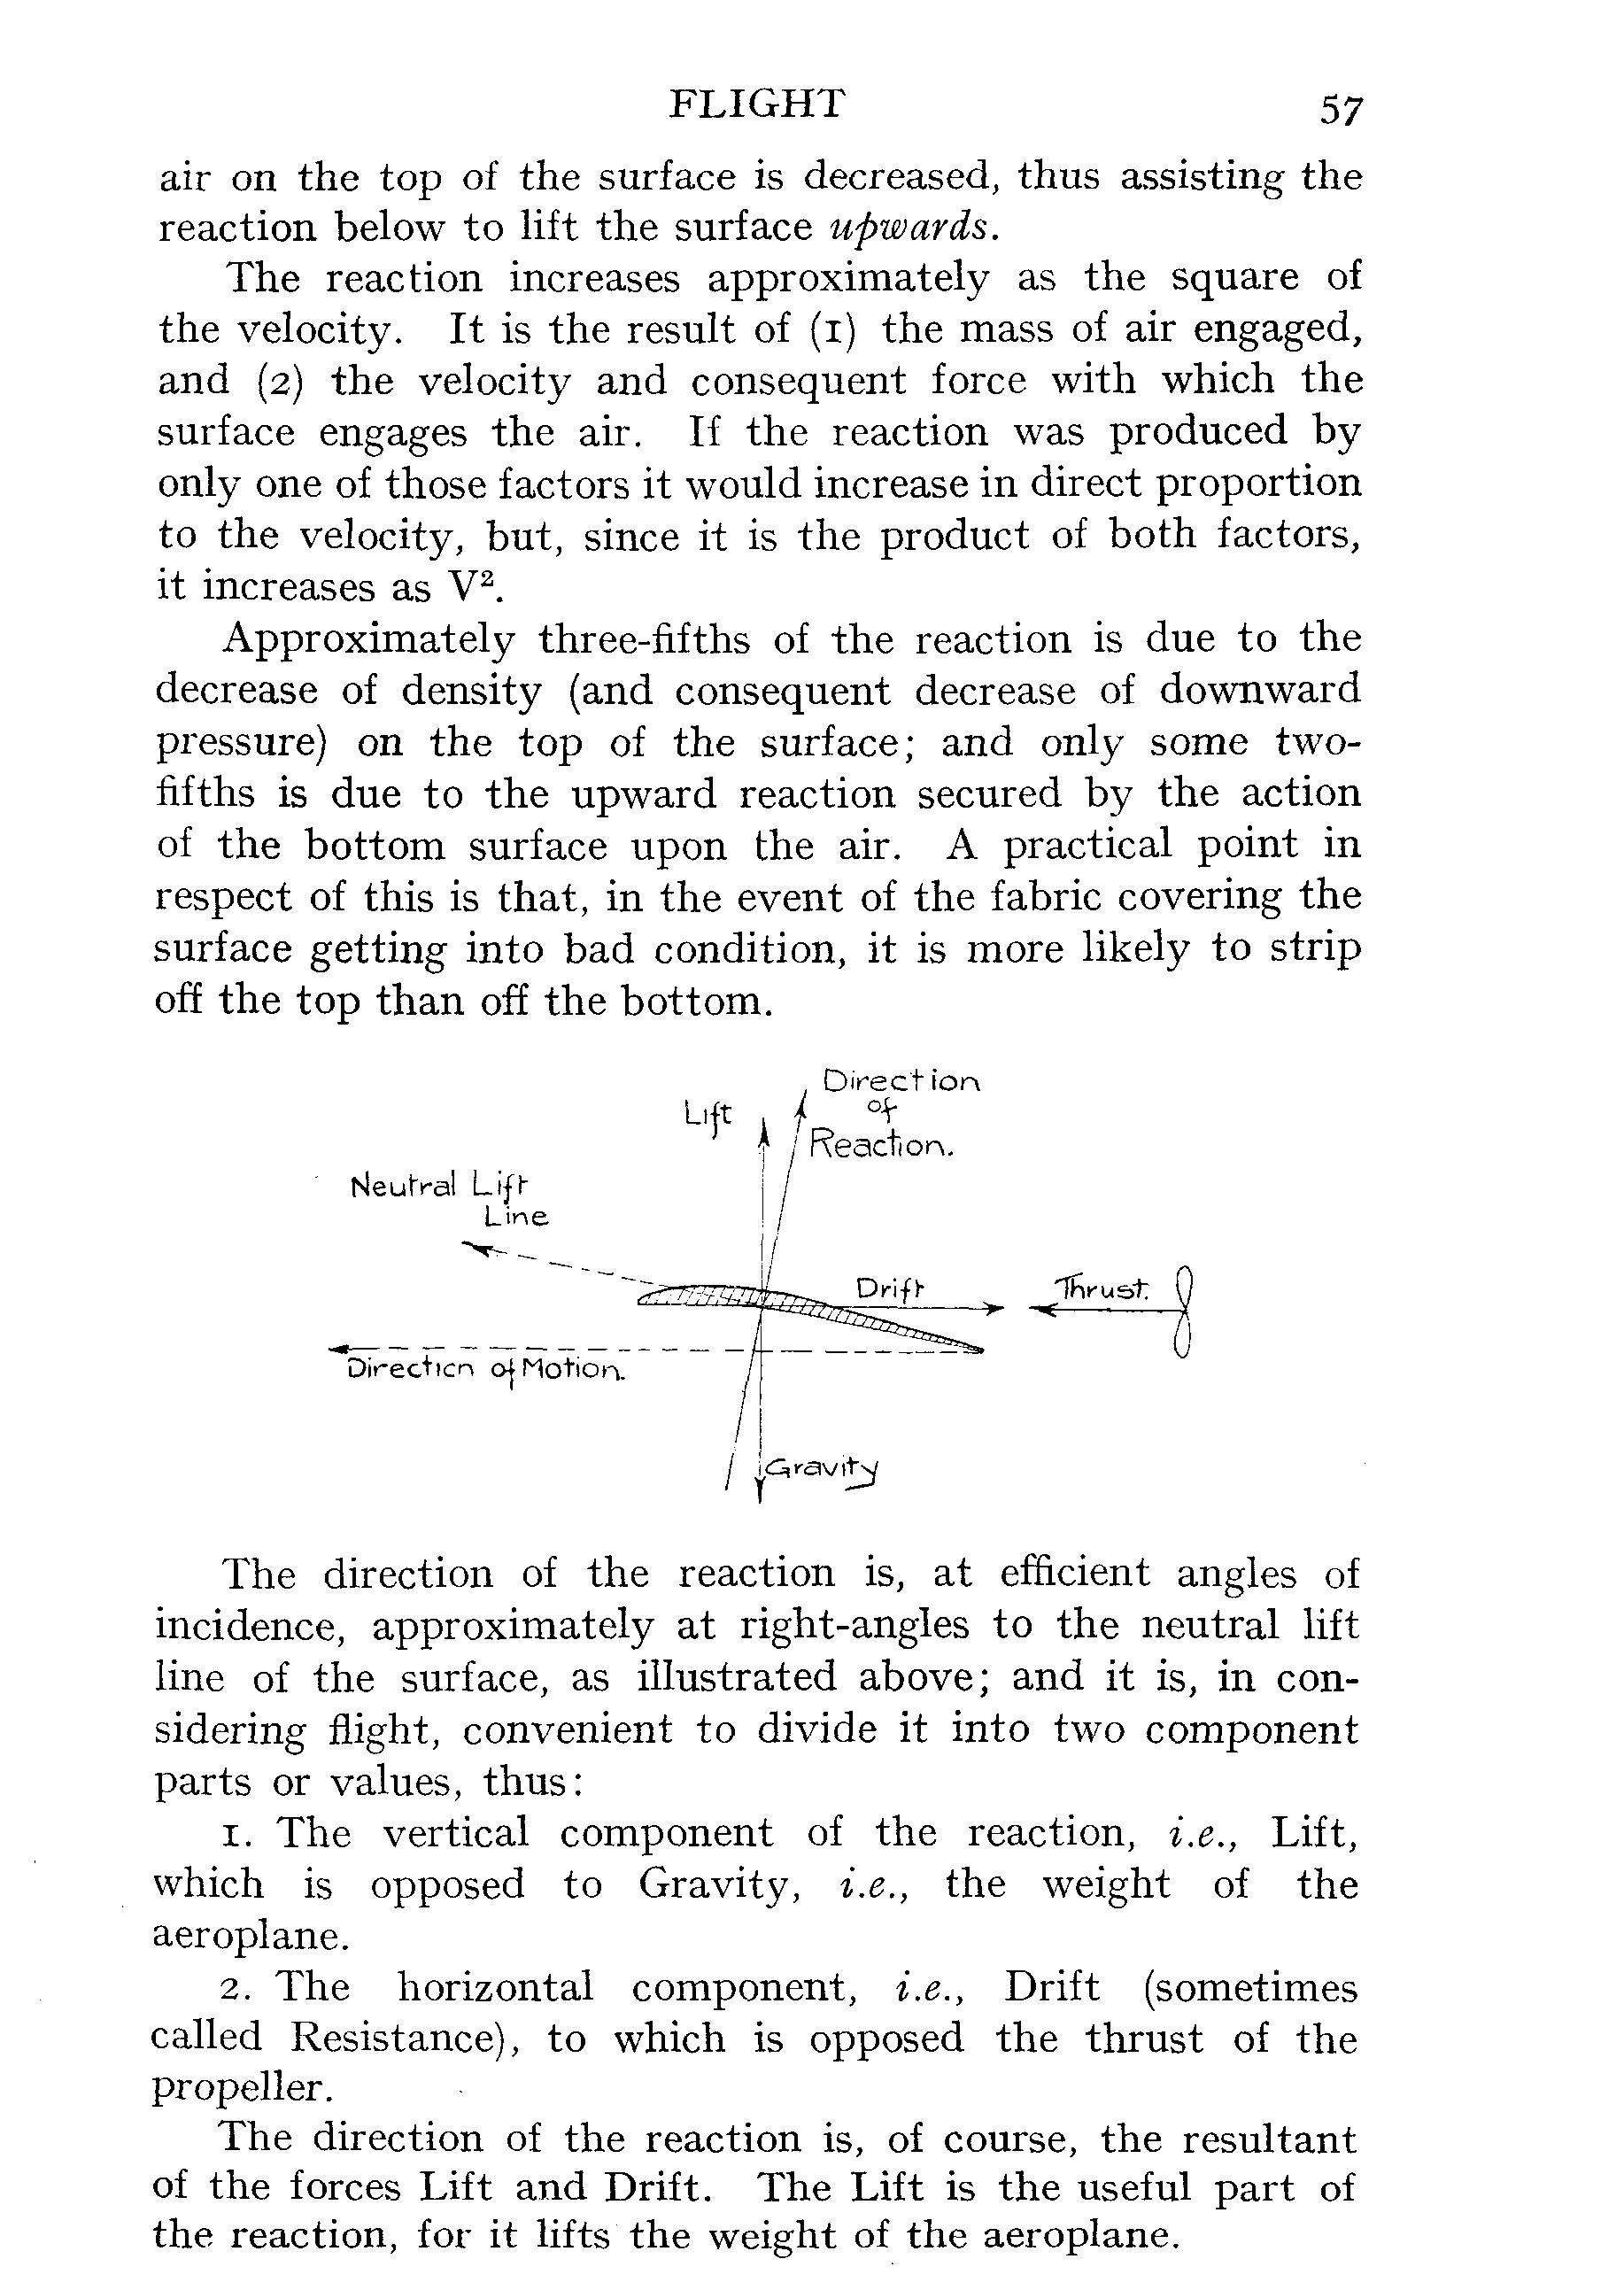 FLIGHT 57
air on the top of the surface is decreased, thus assisting the
reaction below to lift the surface upwards.
The reaction increases approximately as the square of
the velocity. It is the result of (1) the mass of air engaged,
and (2) the velocity and consequent force with which the
surface engages the air. If the reaction was produced by
only one of those factors it would increase in direct proportion
to the velocity, but, since it is the product of both factors,
it increases as V².
Approximately three-fifths of the reaction is due to the
decrease of density (and consequent decrease of downward
pressure) on the top of the surface; and only some two-
fifths is due to the upward reaction secured by the action
of the bottom surface upon the air. A practical point in
respect of this is that, in the event of the fabric covering the
surface getting into bad condition, it is more likely to strip
off the top than off the bottom.
Direction
Lift of
Reaction.
Neutral Lift
Line
Drift Thrust.
Direction of Motion.
Gravity
The direction of the reaction is, at efficient angles of
incidence, approximately at right-angles to the neutral lift
line of the surface, as illustrated above; and it is, in con-
sidering flight, convenient to divide it into two component
parts or values, thus:
1. The vertical component of the reaction, i.e., Lift,
which is opposed to Gravity, i.e., the weight of the
aeroplane.
2. The horizontal component, i.e., Drift (sometimes
called Resistance), to which is opposed the thrust of the
propeller.
The direction of the reaction is, of course, the resultant
of the forces Lift and Drift. The Lift is the useful part of
the reaction, for it lifts the weight of the aeroplane.